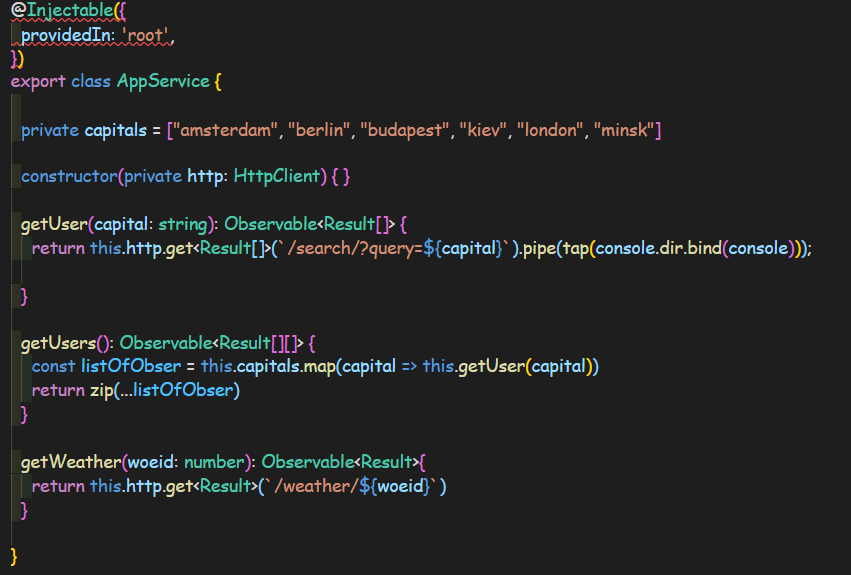 @Injectable({
providedIn: 'root',
})
export class AppService {
private capitals = ["amsterdam", "berlin", "budapest", "kiev", "london", "minsk"]
constructor(private http: HttpClient) { }
getUser(capital: string): Observable<Result[]> {
return this.http.get<Result[]>(`/search/?query=${capital}`).pipe(tap(console.dir.bind(console)));
}
getUsers(): Observable<Result[][]> {
const listOfObser = this.capitals.map(capital => this.getUser(capital))
return zip(...listOfObser)
}
getWeather(woeid: number): Observable<Result>{
return this.http.get<Result>(`/weather/${woeid}`)
}
}